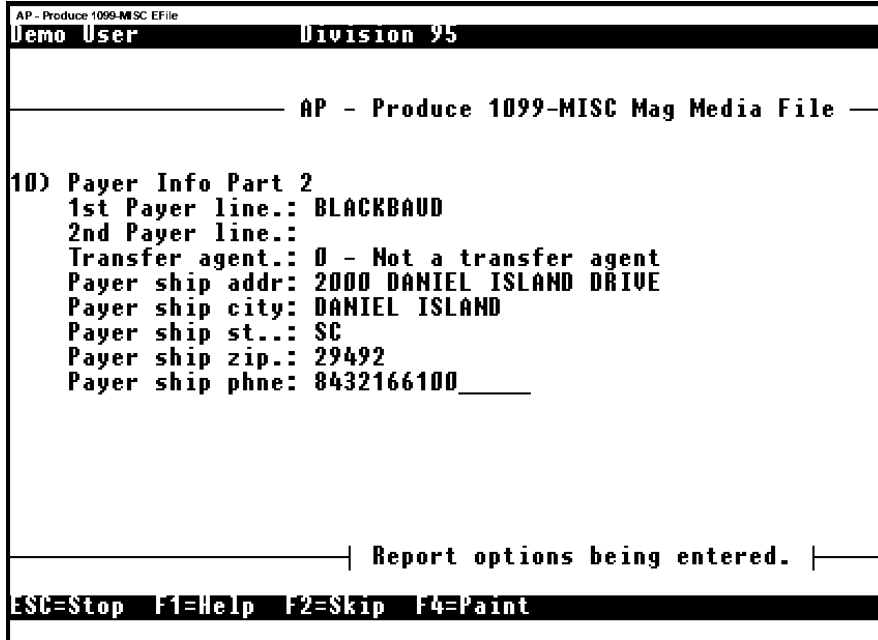 AP - Produce 1099-MISC EFile
Demo User Division 95
AP - Produce 1099-MISC Mag Media File
10) Payer Info Part 2
1st Payer line.: BLACKBAUD
2nd Payer line.:
Transfer agent.: 0 - Not a transfer agent
Payer ship addr: 2000 DANIEL ISLAND DRIVE
Payer ship city: DANIEL ISLAND
Payer ship st..: SC
Payer ship zip.: 29492
Payer ship phne: 8432166100_____
Report options being entered.
ESC=Stop F1=Help F2=Skip F4=Paint